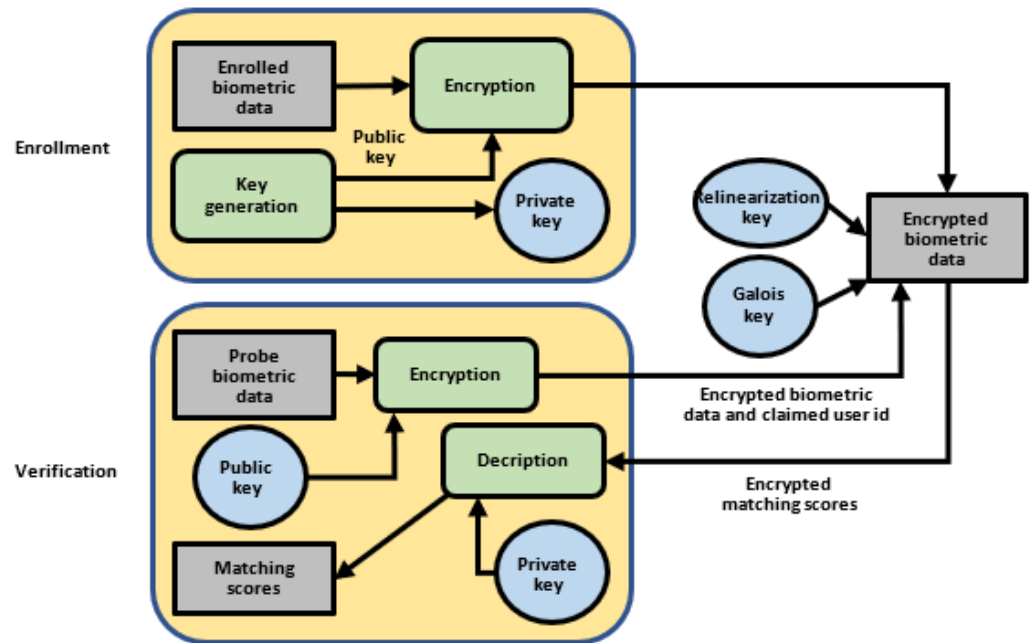 Enrolled
biometric
data
Encryption
Public
key
Enrollment
Key
generation
Private
key
Relinearization
key
Encrypted
biometric
data
Galois
key
Probe
biometric
data
Encryption
Encrypted biometric
data and claimed user id
Verification
Public
key
Decription
Encrypted
matching scores
Matching
scores
Private
key